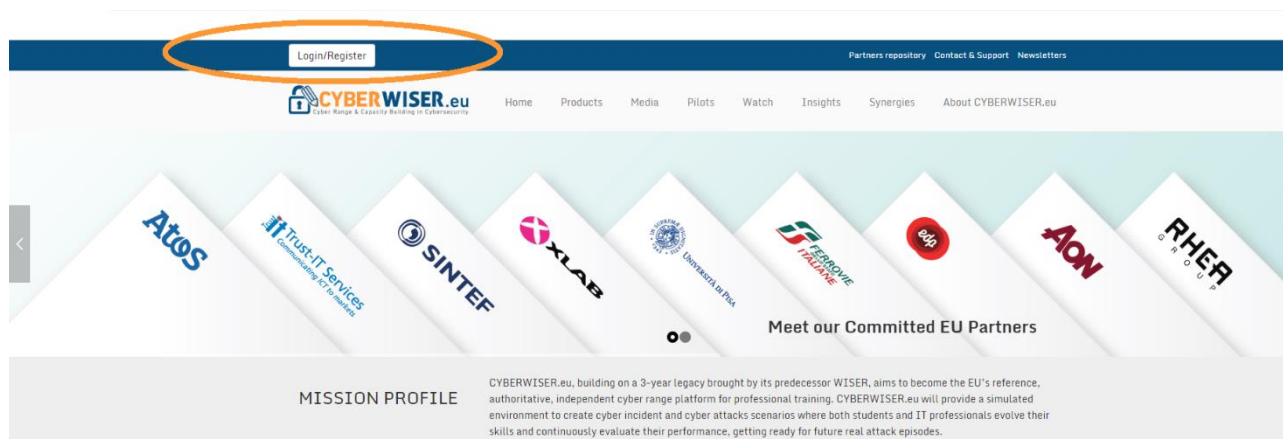 Login/Register
Partners repository Contact & Support Newsletters
CYBERWISER.eu
Cyber Range & Capacity Building in Cybersecurity
Home Products Media Pilots Watch Insights Synergies About CYBERWISER.eu
Atos
Trust-IT Services
Communicating ICT to markets
SINTEF
XLAB
UNIVERSITÀ DI PISA
FERROVIE
ITALIANE
edp
AON
RHEA
GROUP
Meet our Committed EU Partners
MISSION PROFILE
CYBERWISER.eu, building on a 3-year legacy brought by its predecessor WISER, aims to become the EU's reference,
authoritative, independent cyber range platform for professional training. CYBERWISER.eu will provide a simulated
environment to create cyber incident and cyber attacks scenarios where both students and IT professionals evolve their
skills and continuously evaluate their performance, getting ready for future real attack episodes.